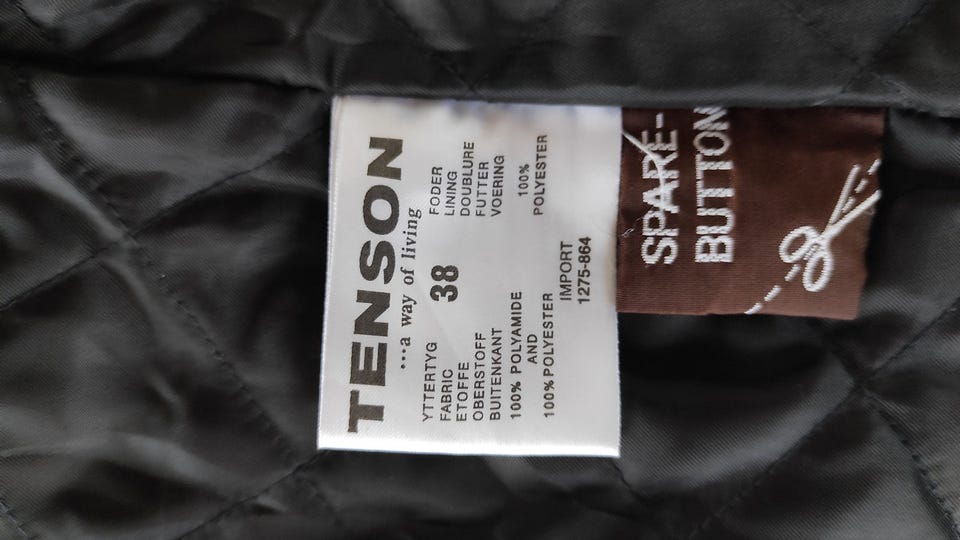 TENSON
...a way of living
38
YTTERTYG
FABRIC
ETOFFE
OBERSTOFF
BUITENKANT
100% POLYAMIDE
AND
100% POLYESTER
FODER
LINING
DOUBLURE
FUTTER
VOERING
100%
POLYESTER
IMPORT
1275-864
SPARE-
BUTTON